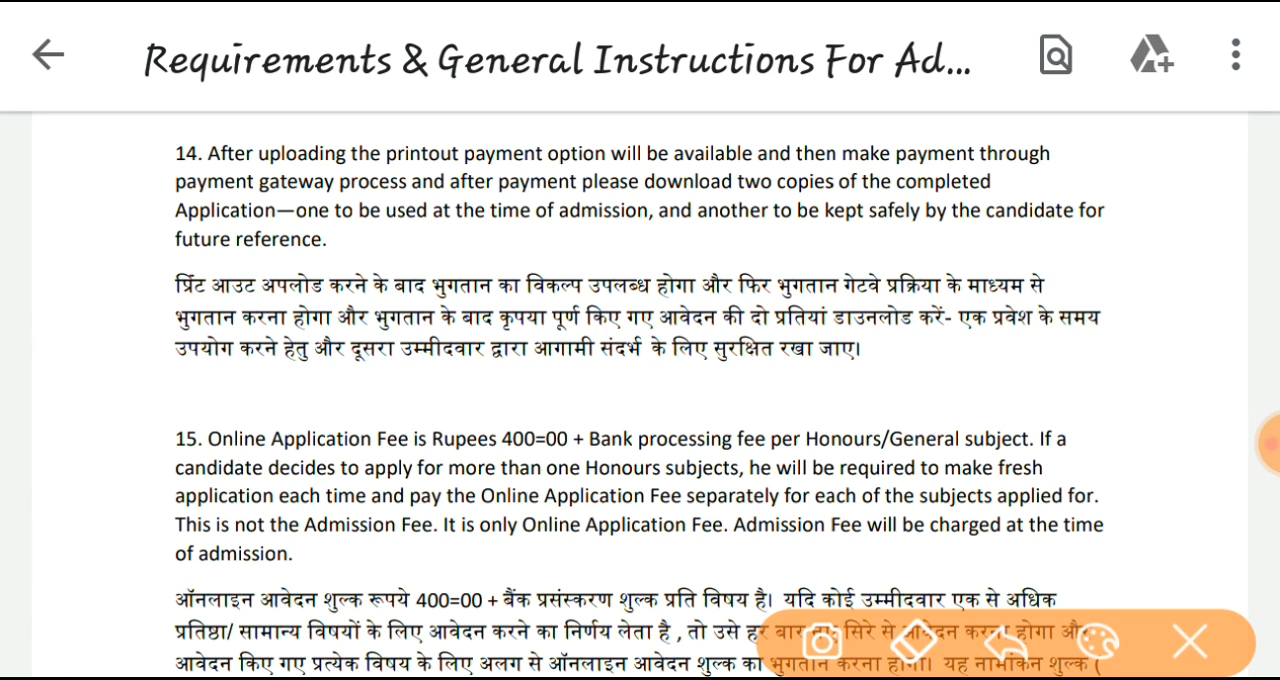 Requirements & General Instructions For Ad...
14. After uploading the printout payment option will be available and then make payment through
payment gateway process and after payment please download two copies of the completed
Application—one to be used at the time of admission, and another to be kept safely by the candidate for
future reference.
प्रिंट आउट अपलोड करने के बाद भुगतान का विकल्प उपलब्ध होगा और फिर भुगतान गेटवे प्रक्रिया के माध्यम से
भुगतान करना होगा और भुगतान के बाद कृपया पूर्ण किए गए आवेदन की दो प्रतियां डाउनलोड करें- एक प्रवेश के समय
उपयोग करने हेतु और दूसरा उम्मीदवार द्वारा आगामी संदर्भ के लिए सुरक्षित रखा जाए।
15. Online Application Fee is Rupees 400=00 + Bank processing fee per Honours/General subject. If a
candidate decides to apply for more than one Honours subjects, he will be required to make fresh
application each time and pay the Online Application Fee separately for each of the subjects applied for.
This is not the Admission Fee. It is only Online Application Fee. Admission Fee will be charged at the time
of admission.
ऑनलाइन आवेदन शुल्क रूपये 400=00 + बैंक प्रसंस्करण शुल्क प्रति विषय है। यदि कोई उम्मीदवार एक से अधिक
प्रतिष्ठा/ सामान्य विषयों के लिए आवेदन करने का निर्णय लेता है , तो उसे हर बार सिरे से आवेदन करना होगा और
आवेदन किए गए प्रत्येक विषय के लिए अलग से ऑनलाइन आवेदन शुल्क का भुगतान करना होगा। यह नामांकन शुल्क (